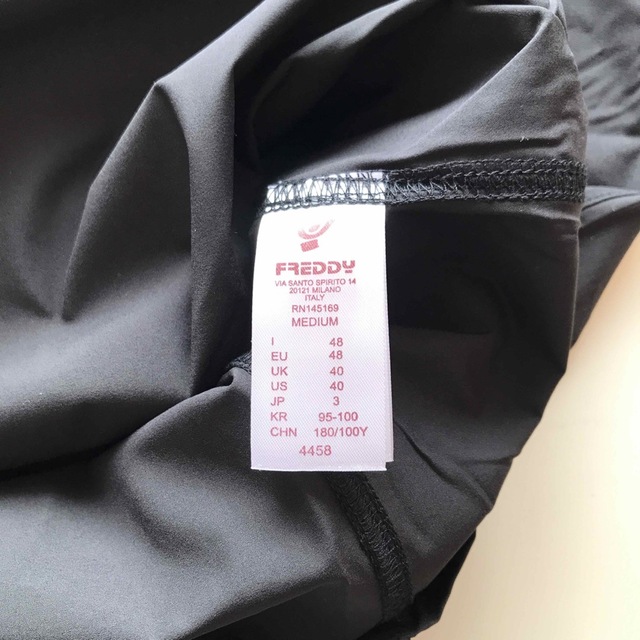 FREDDY
VIA SANTO SPIRITO 14
20121 MILANO
ITALY
RN145169
MEDIUM
I 48
EU 48
UK 40
US 40
JP 3
KR 95-100
CHN 180/100Y
4458